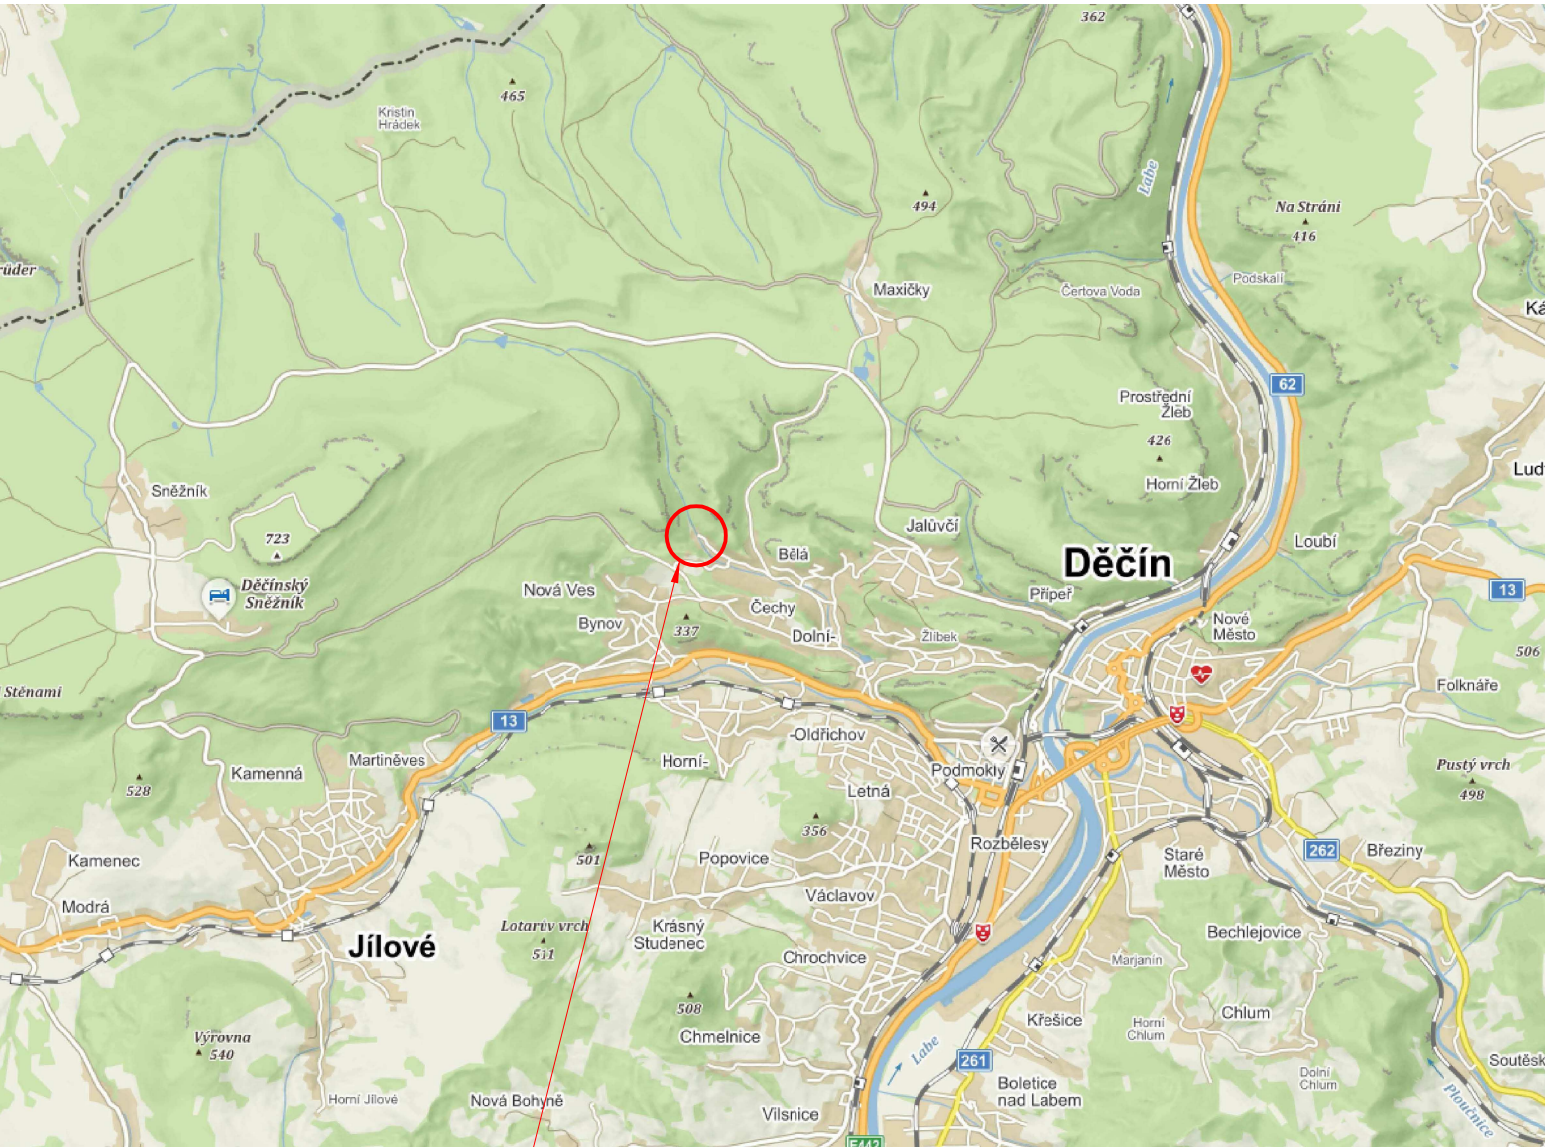 362
465
Kristin
Hrádek
Labe
494
Na Stráni
416
rüder
Podskalí
Maxičky
Čertova Voda
Ká
62
Prostřední
Žleb
426
Horní Žleb
Lud
Sněžník
723
Jalůvčí
Loubí
Bělá
Děčín
Děčínský
Sněžník
Nová Ves
Přípeř
13
Čechy
Bynov
337
Dolní-
Žlíbek
Nové
Město
506
Stěnami
Folknáře
13
-Oldřichov
Horní-
Martiněves
Kamenná
Podmokly
Pustý vrch
498
528
Letná
356
Rozbělesy
501
Popovice
Kamenec
Staré
Město
262
Březiny
Václavov
Modrá
Lotarův vrch
511
Krásný
Studenec
Jílové
Bechlejovice
Chrochvice
Marjanín
508
Chmelnice
Křešice
Horní
Chlum
Chlum
Výrovna
540
Labe
261
Soutěsk
Dolní
Chlum
Boletice
nad Labem
Horní Jílové
Nová Bohyně
Vilsnice
Ploučnice
E442